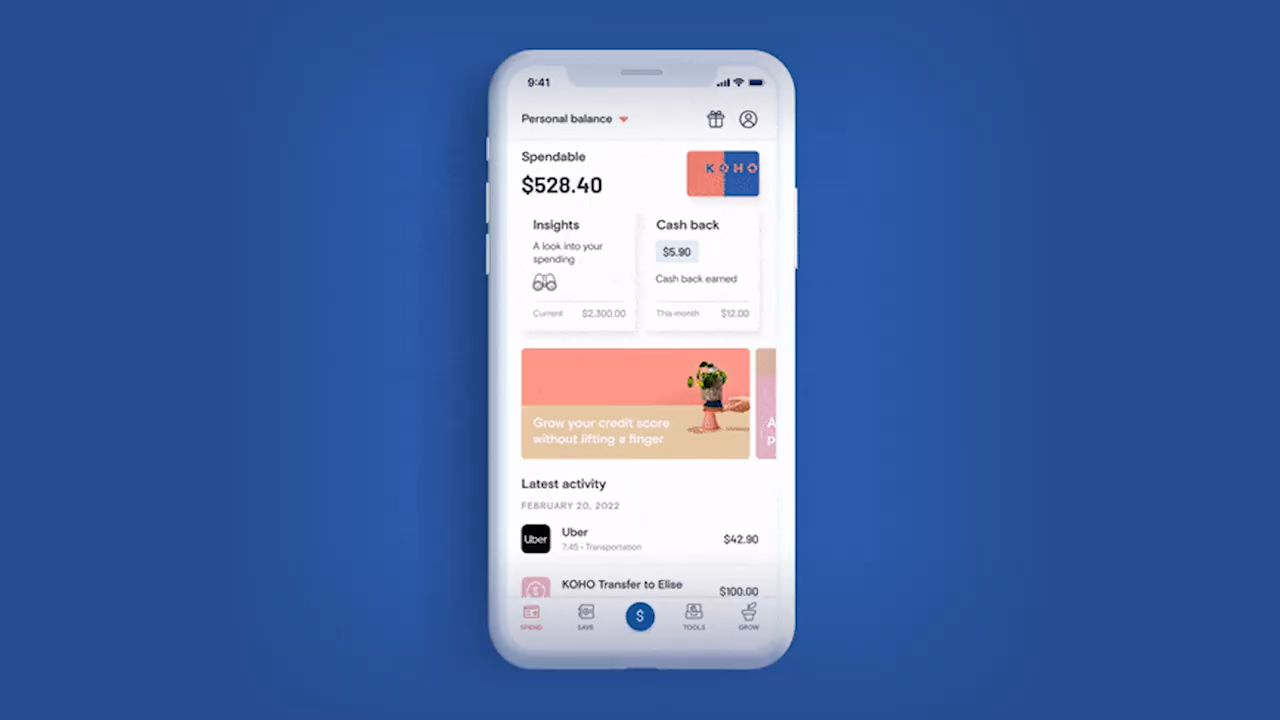 9:41
Personal balance
Spendable
$528.40
KOHO
Insights
A look into your
spending
Current $2,300.00
Cash back
$5.90
Cash back earned
This month $12.00
Grow your credit score
without lifting a finger
A
p
Latest activity
FEBRUARY 20, 2022
Uber
Uber
7:45 • Transportation
$42.90
KOHO Transfer to Elise
$100.00
$
SPEND
SAVE
TOOLS
GROW